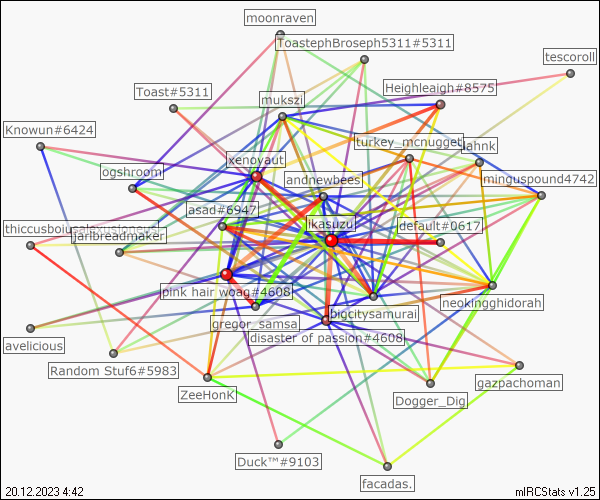 moonraven
ToastephBroseph5311#5311
tescoroll
Toast#5311
Heighleaigh#8575
mukszi
Knowun#6424
turkey_mcnugget
lahnk
xenoyaut
ogshroom
andnewbees
minguspound4742
asad#6947
ikasuzu
default#0617
jarlbreadmaker
pink hair woag#4608
neokingghidorah
bigcitysamurai
gregor_samsa
disaster of passion#4608
avelicious
Random Stuf6#5983
gazpachoman
ZeeHonK
Dogger_Dig
Duck™#9103
facadas.
20.12.2023 4:42
mIRCStats v1.25